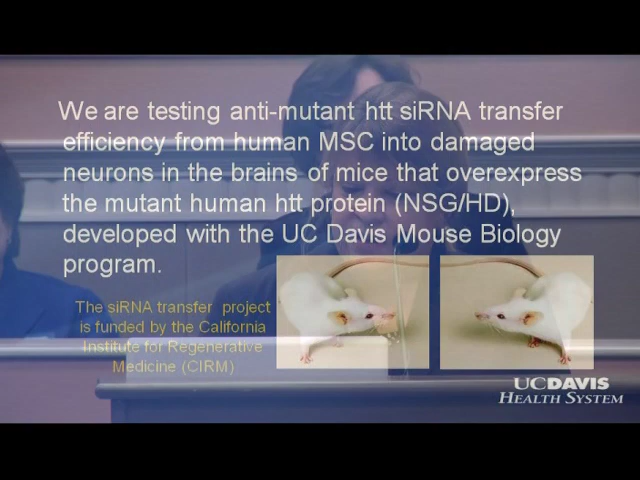 We are testing anti-mutant htt siRNA transfer
efficiency from human MSC into damaged
neurons in the brains of mice that overexpress
the mutant human htt protein (NSG/HD),
developed with the UC Davis Mouse Biology
program.
The siRNA transfer project
is funded by the California
Institute for Regenerative
Medicine (CIRM)
UCDAVIS
HEALTH SYSTEM